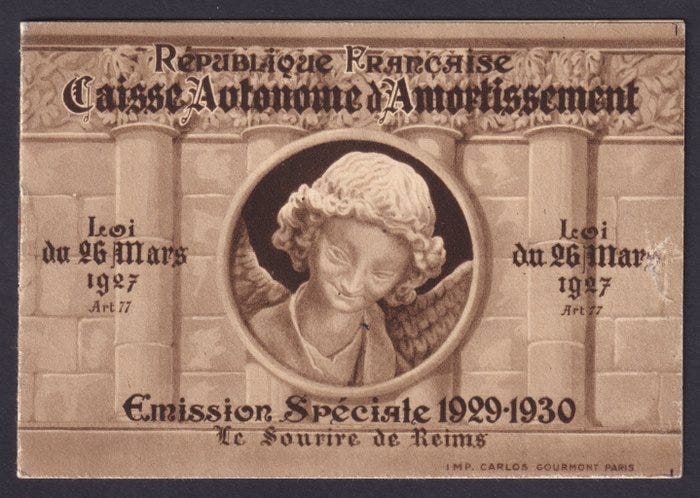 République Française
Caisse Autonome d'Amortissement
Loi
du 26 Mars
1927
Art 77
Loi
du 26 Mars
1927
Art 77
Emission Spéciale 1929-1930
Le Sourire de Reims
IMP. CARLOS GOURMONT PARIS